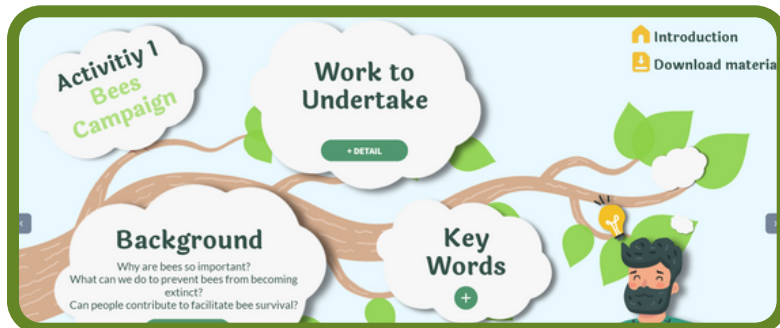 Activitiy 1
Bees
Campaign
Work to
Undertake
+ DETAIL
Introduction
Download materia
Background
Why are bees so important?
What can we do to prevent bees from becoming
extinct?
Can people contribute to facilitate bee survival?
Key
Words
+